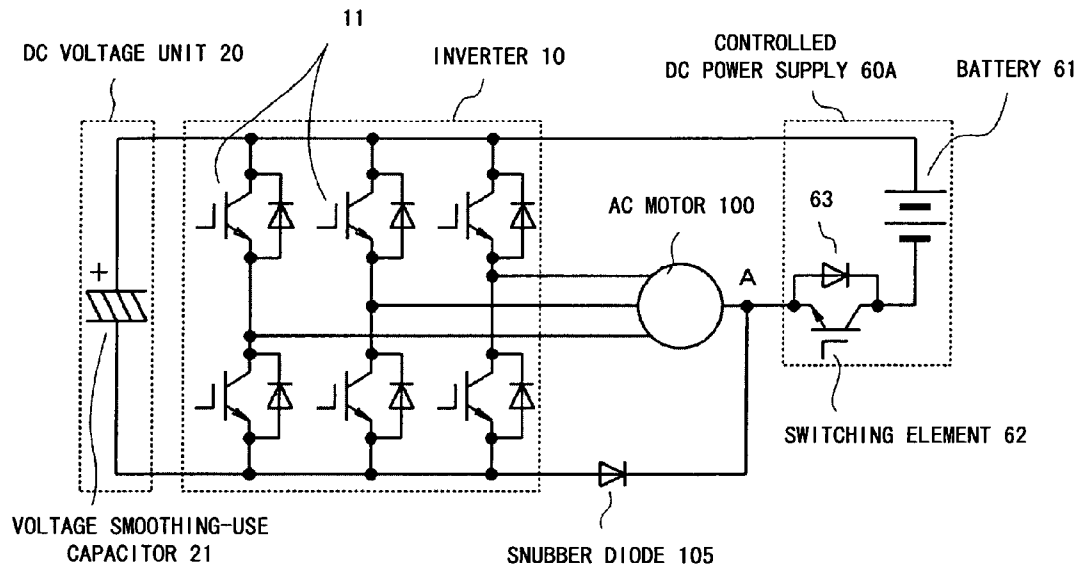 11
DC VOLTAGE UNIT 20
INVERTER 10
CONTROLLED
DC POWER SUPPLY 60A
BATTERY 61
AC MOTOR 100
63
A
+
SWITCHING ELEMENT 62
VOLTAGE SMOOTHING-USE
CAPACITOR 21
SNUBBER DIODE 105